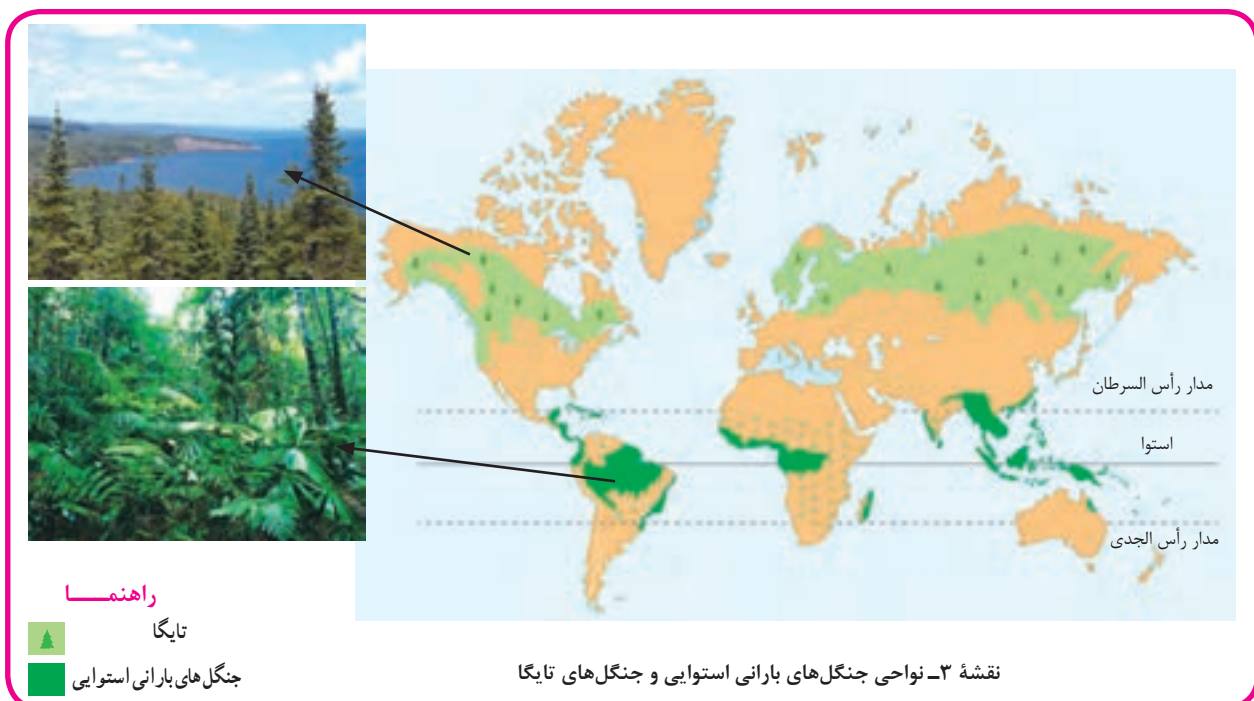 مدار رأس السرطان
استوا
مدار رأس الجدی
راهنمـــــا
تایگا
جنگل‌های بارانی استوایی
نقشهٔ ۳ــ نواحی جنگل‌های بارانی استوایی و جنگل‌های تایگا